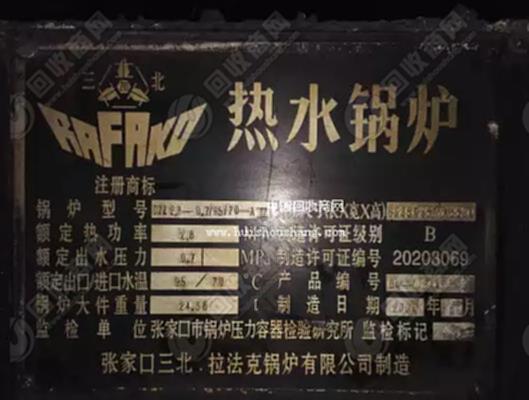 三 北
RAFAKO
热水锅炉
注册商标
锅炉型号
额定热功率 2.8 制造许可证级别 B
额定出水压力 0.7 MP 制造许可证编号 20203069
额定出口/进口水温 95/70 ℃ 产品编号
锅炉大件重量 24.56 t 制造日期 年 月
监检单位 张家口市锅炉压力容器检验研究所 监检标记
张家口三北·拉法克锅炉有限公司制造
回收商网
www.huishoushang.com